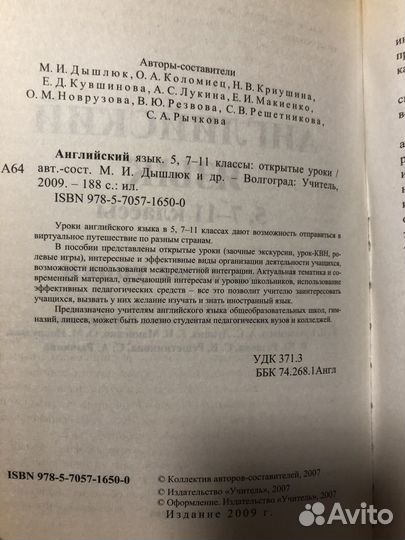 Авторы-составители
М. И. Дышлюк, О. А. Коломиец, Н. В. Криушина,
Е. Д. Кувшинова, А. С. Лукина, Е. И. Макиенко,
О. М. Новрузова, В. Ю. Резвова, С. В. Решетникова,
С. А. Рычкова
Английский язык. 5, 7–11 классы: открытые уроки /
А64 авт.-сост. М. И. Дышлюк и др. – Волгоград: Учитель,
2009. – 188 с.: ил.
ISBN 978-5-7057-1650-0
Уроки английского языка в 5, 7–11 классах дают возможность отправиться в
виртуальное путешествие по разным странам.
В пособии представлены открытые уроки (заочные экскурсии, урок-КВН, ро-
левые игры), интересные и эффективные виды организации деятельности учащихся,
возможности использования межпредметной интеграции. Актуальная тематика и со-
временный материал, отвечающий интересам и уровню школьников, использование
эффективных педагогических средств – все это позволит учителю заинтересовать
учащихся, вызвать у них желание изучать и знать иностранный язык.
Предназначено учителям английского языка общеобразовательных школ, гим-
назий, лицеев, может быть полезно студентам педагогических вузов и колледжей.
УДК 371.3
ББК 74.268.1Англ
ISBN 978-5-7057-1650-0
© Коллектив авторов-составителей, 2007
© Издательство «Учитель», 2007
© Оформление. Издательство «Учитель», 2007
Издание 2009 г.
Avito